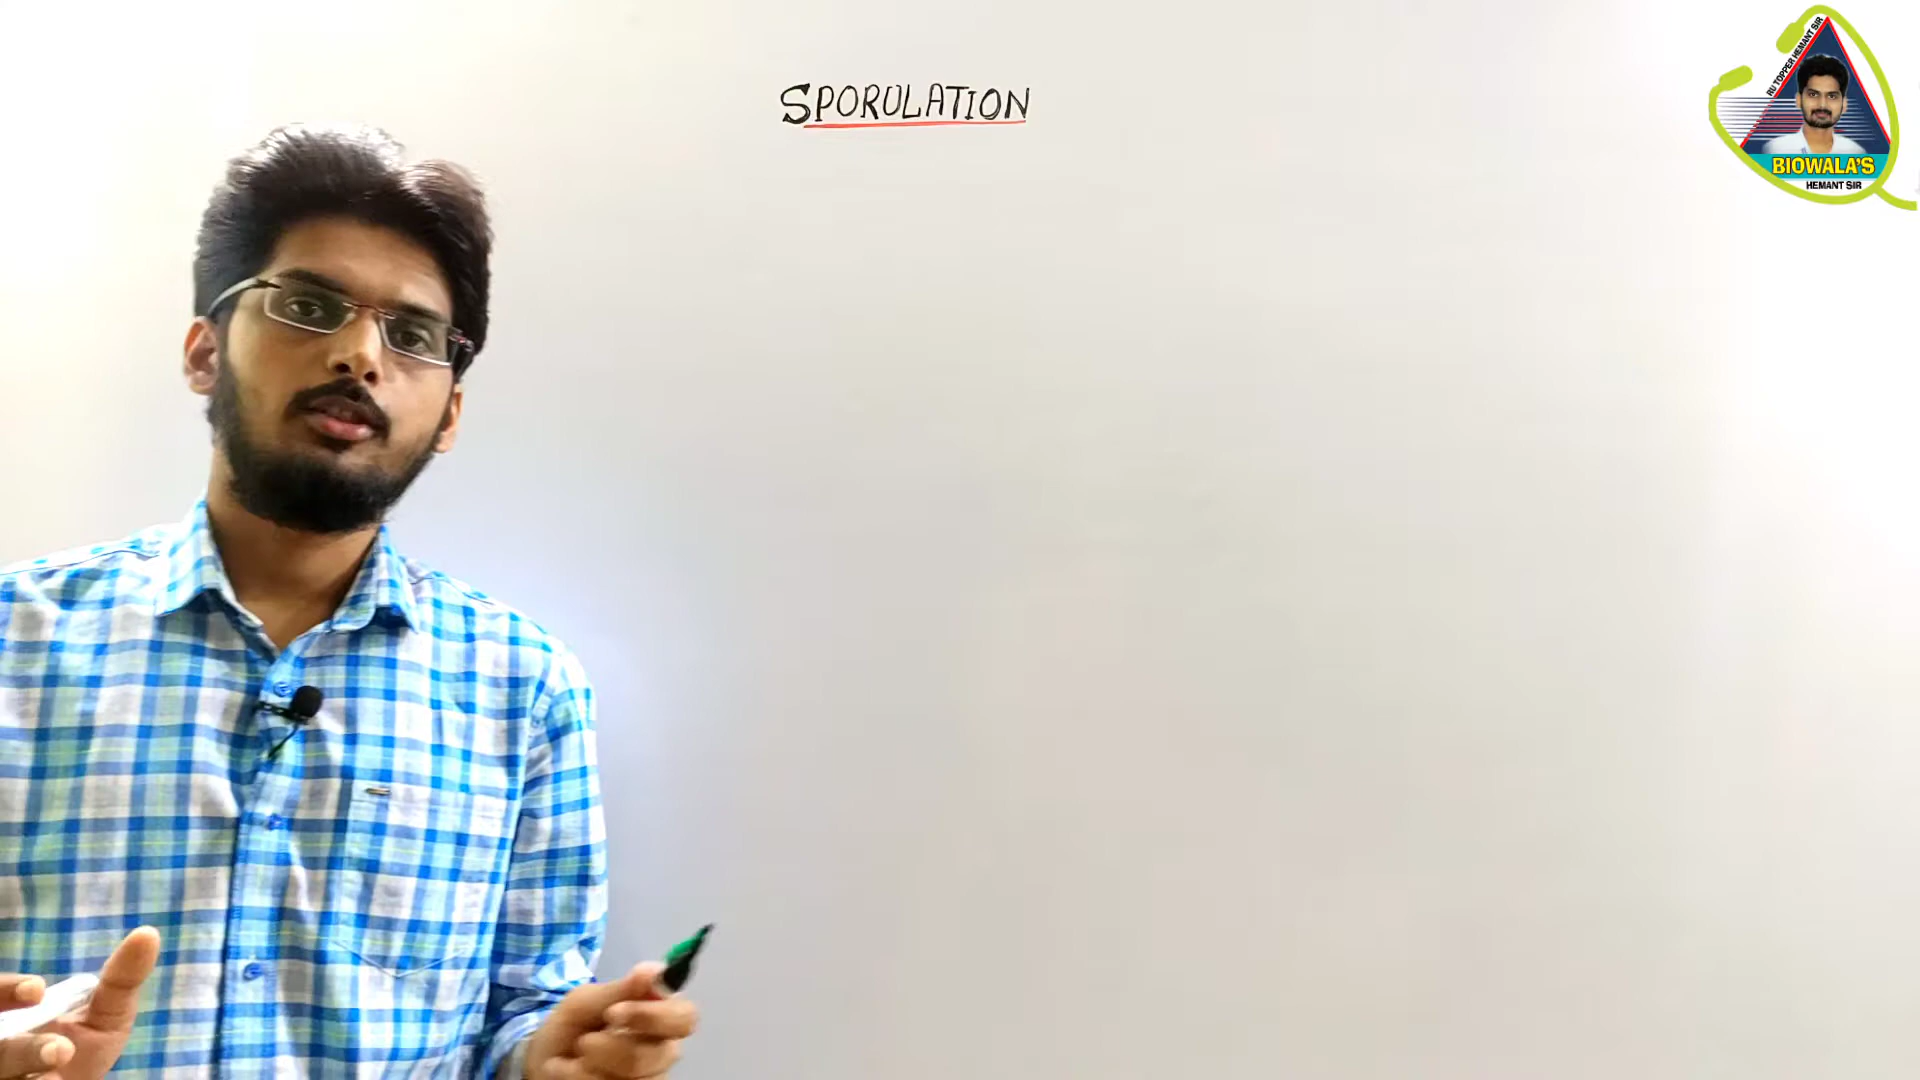 SPORULATION
RU TOPPER HEMANT SIR
BIOWALA'S
HEMANT SIR